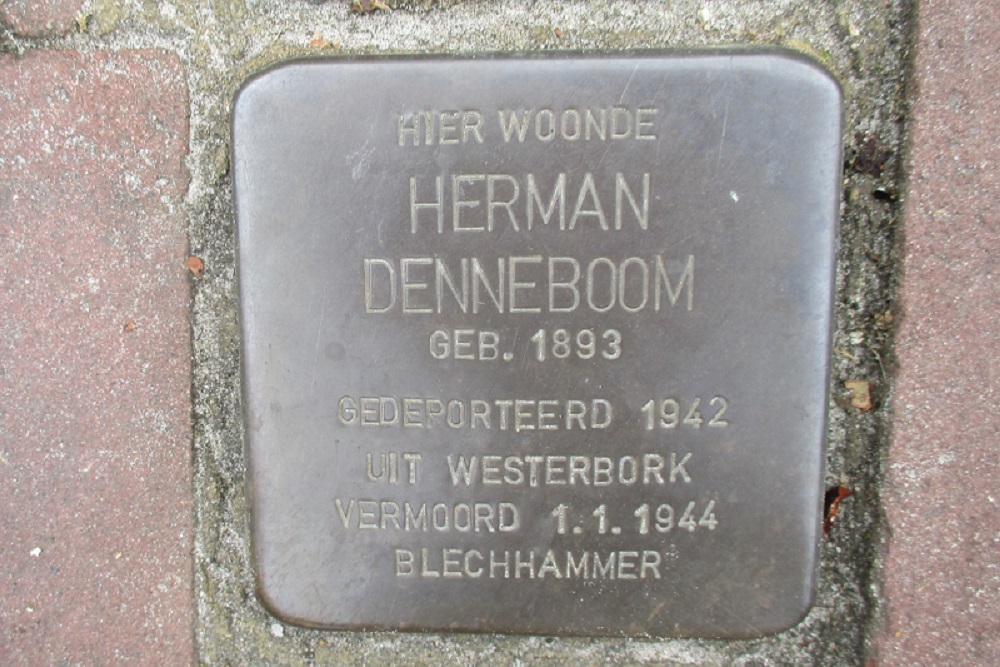 HIER WOONDE
HERMAN
DENNEBOOM
GEB. 1893
GEDEPORTEERD 1942
UIT WESTERBORK
VERMOORD 1.1.1944
BLECHHAMMER